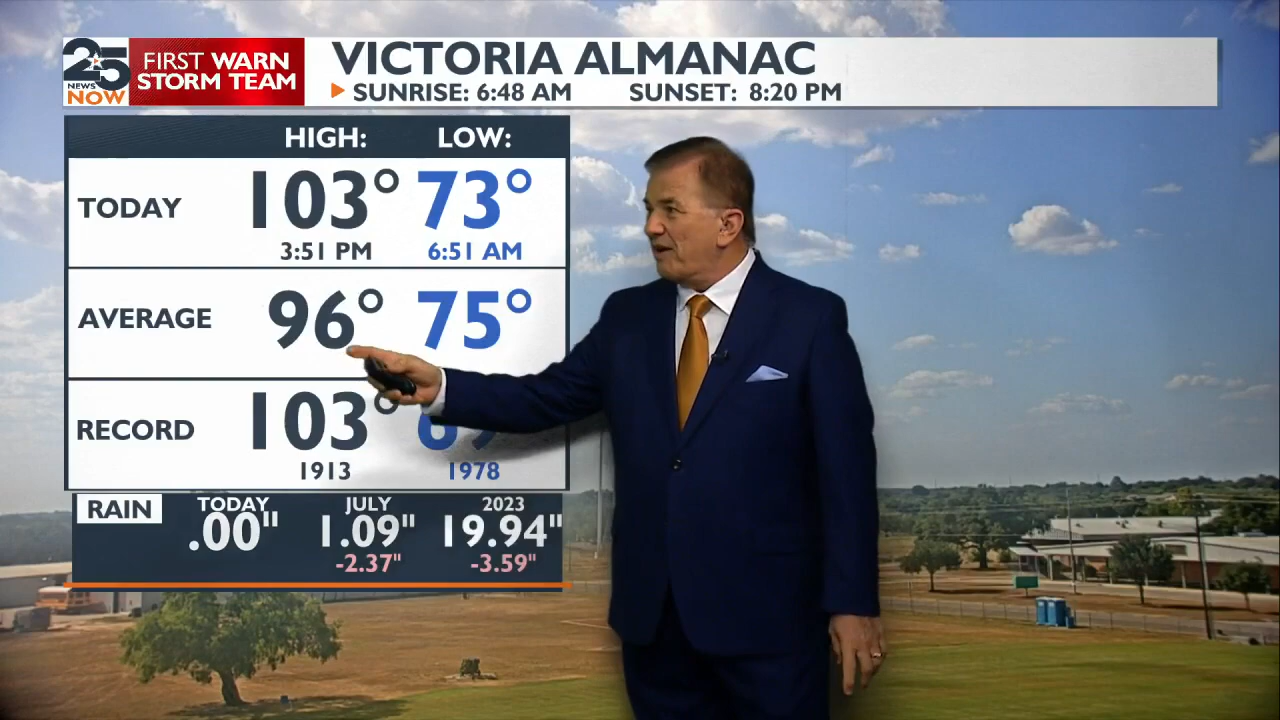 25
NEWS
NOW
FIRST WARN
STORM TEAM
VICTORIA ALMANAC
SUNRISE: 6:48 AM SUNSET: 8:20 PM
HIGH: LOW:
TODAY 103° 73°
3:51 PM 6:51 AM
AVERAGE 96° 75°
RECORD 103°
1913 1978
RAIN TODAY JULY 2023
.00" 1.09" 19.94"
-2.37" -3.59"